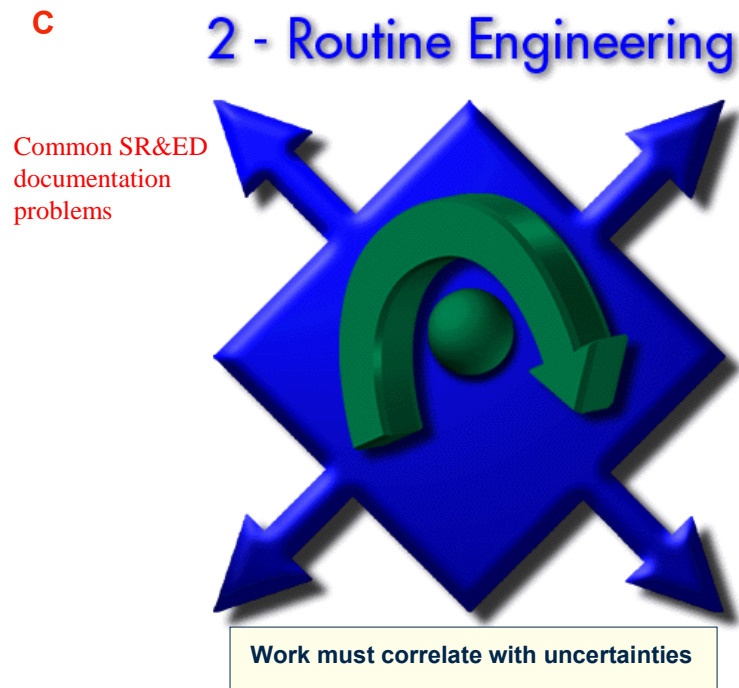 C
2 - Routine Engineering
Common SR&ED
documentation
problems
Work must correlate with uncertainties